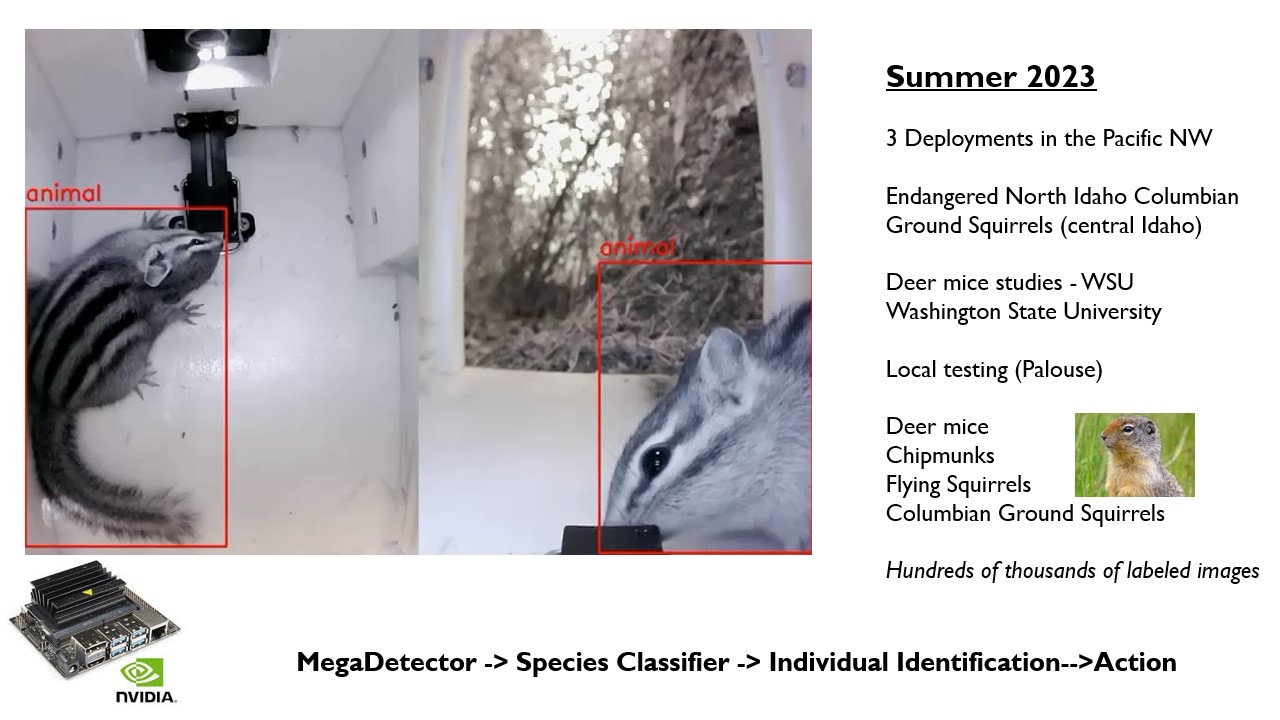 Summer 2023
3 Deployments in the Pacific NW
Endangered North Idaho Columbian
Ground Squirrels (central Idaho)
Deer mice studies - WSU
Washington State University
Local testing (Palouse)
Deer mice
Chipmunks
Flying Squirrels
Columbian Ground Squirrels
Hundreds of thousands of labeled images
animal
animal
NVIDIA.
MegaDetector -> Species Classifier -> Individual Identification-->Action